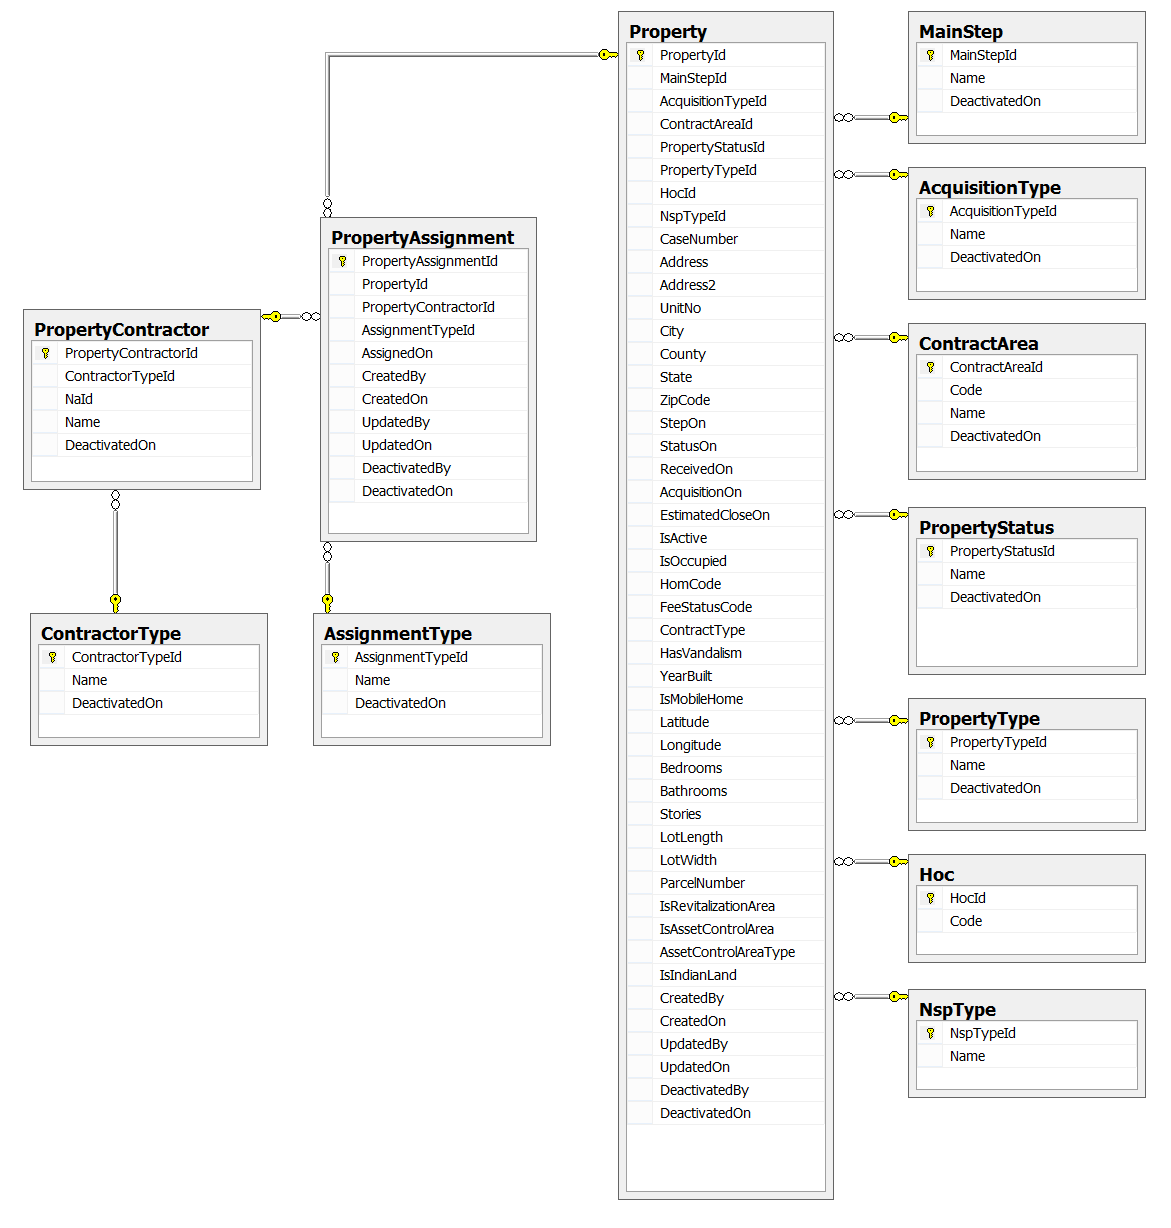 Property
PropertyId
MainStepId
AcquisitionTypeId
ContractAreaId
PropertyStatusId
PropertyTypeId
HocId
NspTypeId
CaseNumber
Address
Address2
UnitNo
City
County
State
ZipCode
StepOn
StatusOn
ReceivedOn
AcquisitionOn
EstimatedCloseOn
IsActive
IsOccupied
HomCode
FeeStatusCode
ContractType
HasVandalism
YearBuilt
IsMobileHome
Latitude
Longitude
Bedrooms
Bathrooms
Stories
LotLength
LotWidth
ParcelNumber
IsRevitalizationArea
IsAssetControlArea
AssetControlAreaType
IsIndianLand
CreatedBy
CreatedOn
UpdatedBy
UpdatedOn
DeactivatedBy
DeactivatedOn
MainStep
MainStepId
Name
DeactivatedOn
AcquisitionType
AcquisitionTypeId
Name
DeactivatedOn
ContractArea
ContractAreaId
Code
Name
DeactivatedOn
PropertyStatus
PropertyStatusId
Name
DeactivatedOn
PropertyType
PropertyTypeId
Name
DeactivatedOn
Hoc
HocId
Code
NspType
NspTypeId
Name
PropertyAssignment
PropertyAssignmentId
PropertyId
PropertyContractorId
AssignmentTypeId
AssignedOn
CreatedBy
CreatedOn
UpdatedBy
UpdatedOn
DeactivatedBy
DeactivatedOn
PropertyContractor
PropertyContractorId
ContractorTypeId
NaId
Name
DeactivatedOn
ContractorType
ContractorTypeId
Name
DeactivatedOn
AssignmentType
AssignmentTypeId
Name
DeactivatedOn